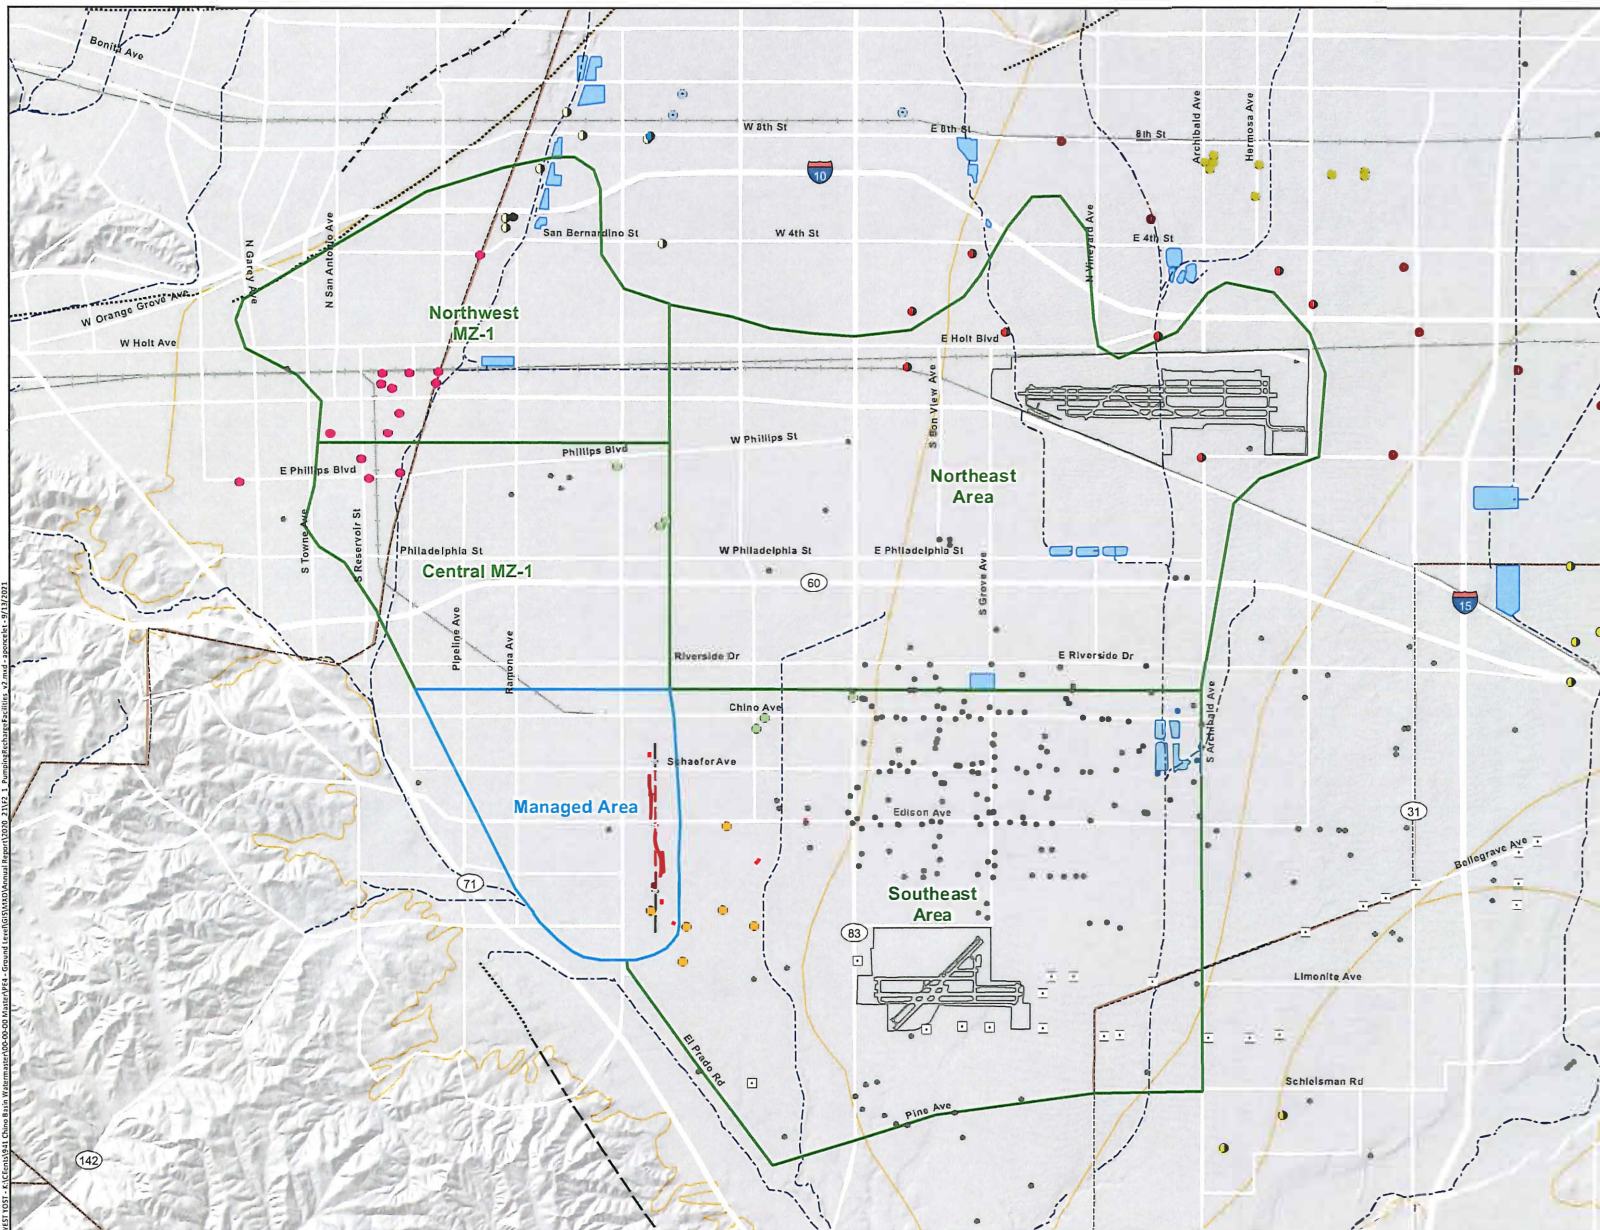 Bonita Ave
W 8th St
E 8th St
8th St
Archibald Ave
Hermosa Ave
10
N Garey Ave
N San Antonio Ave
San Bernardino St
W 4th St
N Vineyard Ave
E 4th St
W Orange Grove Ave
Northwest
MZ-1
W Holt Ave
E Holt Blvd
S Bon View Ave
Phillips Blvd
W Phillips St
E Phillips Blvd
Northeast
Area
S Towne Ave
S Reservoir St
Philadelphia St
W Philadelphia St
E Philadelphia St
Central MZ-1
60
S Grove Ave
15
Pipeline Ave
Ramona Ave
Riverside Dr
E Riverside Dr
Chino Ave
S Archibald Ave
Schaefer Ave
Managed Area
Edison Ave
31
Bellegrave Ave
71
Southeast
Area
83
Limonite Ave
El Prado Rd
Schleisman Rd
Pine Ave
142